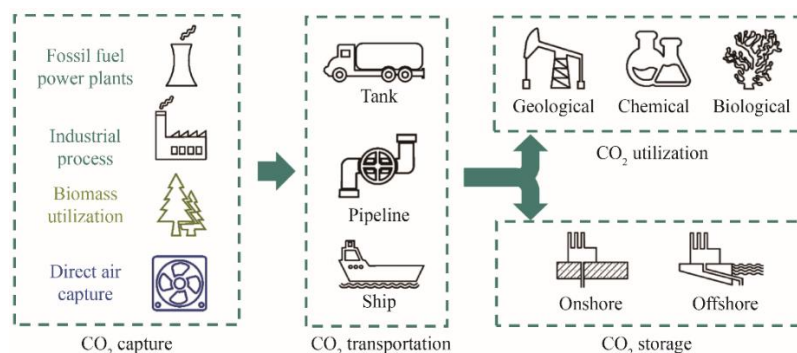 Fossil fuel
power plants
Industrial
process
Biomass
utilization
Direct air
capture
CO₂ capture
Tank
Pipeline
Ship
CO₂ transportation
Geological
Chemical
Biological
CO₂ utilization
Onshore
Offshore
CO₂ storage